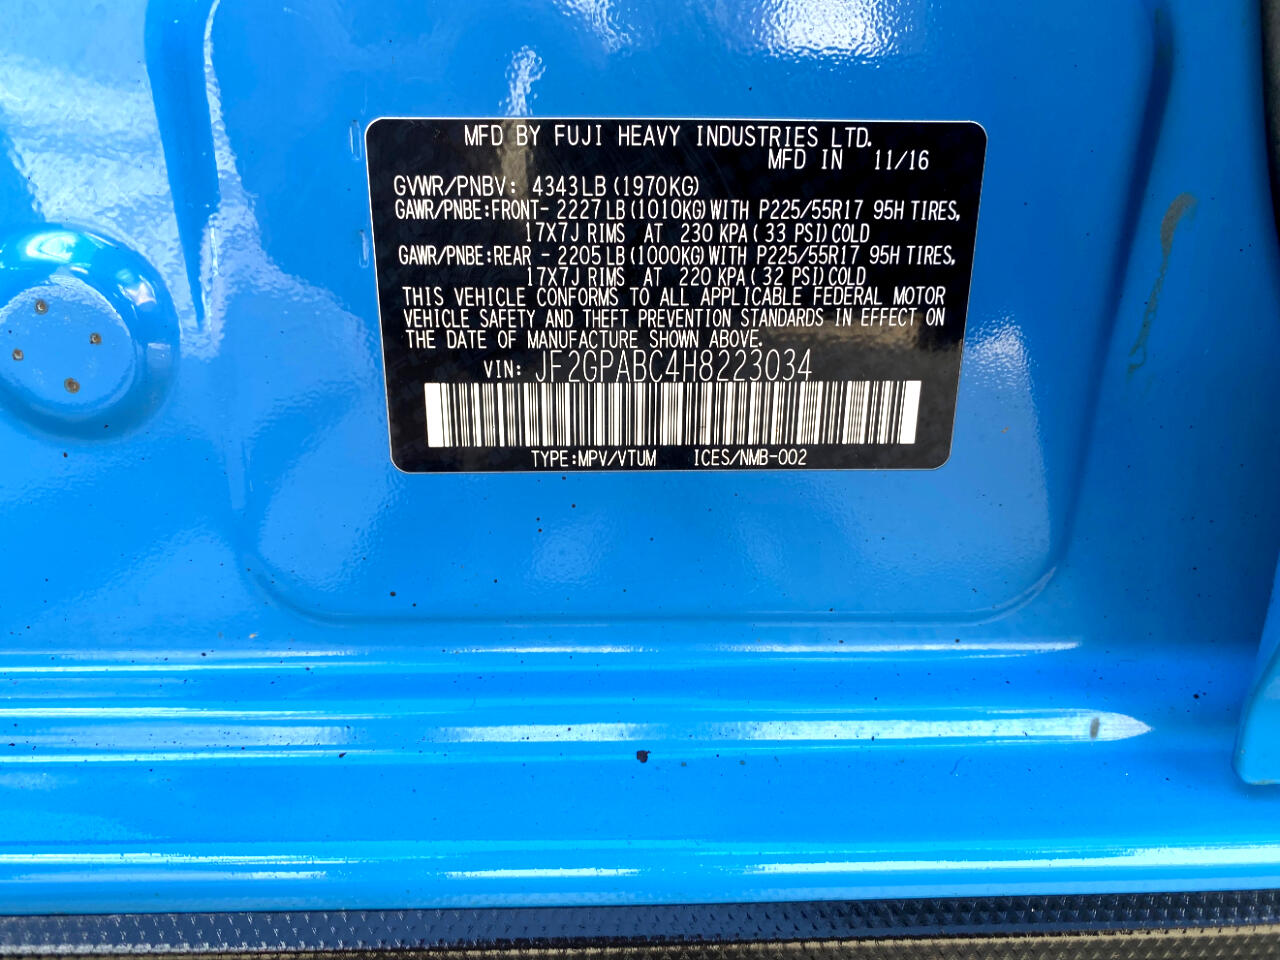 MFD BY FUJI HEAVY INDUSTRIES LTD.
MFD IN 11/16
GVWR/PNBV: 4343LB(1970KG)
GAWR/PNBE:FRONT- 2227LB(1010KG)WITH P225/55R17 95H TIRES,
17X7J RIMS AT 230 KPA(33 PSI)COLD
GAWR/PNBE:REAR - 2205LB(1000KG)WITH P225/55R17 95H TIRES,
17X7J RIMS AT 220 KPA(32 PSI)COLD
THIS VEHICLE CONFORMS TO ALL APPLICABLE FEDERAL MOTOR
VEHICLE SAFETY AND THEFT PREVENTION STANDARDS IN EFFECT ON
THE DATE OF MANUFACTURE SHOWN ABOVE.
VIN: JF2GPABC4H8223034
TYPE:MPV/VTUM ICES/NMB-002